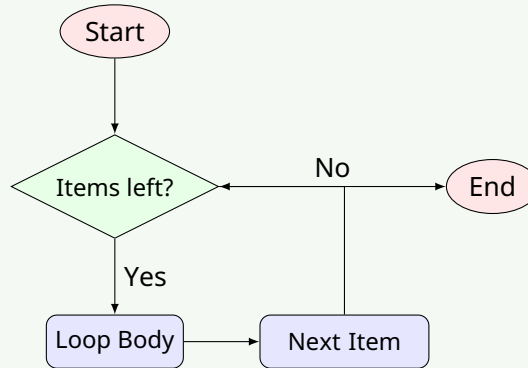 Start
Items left?
No
End
Yes
Loop Body
Next Item